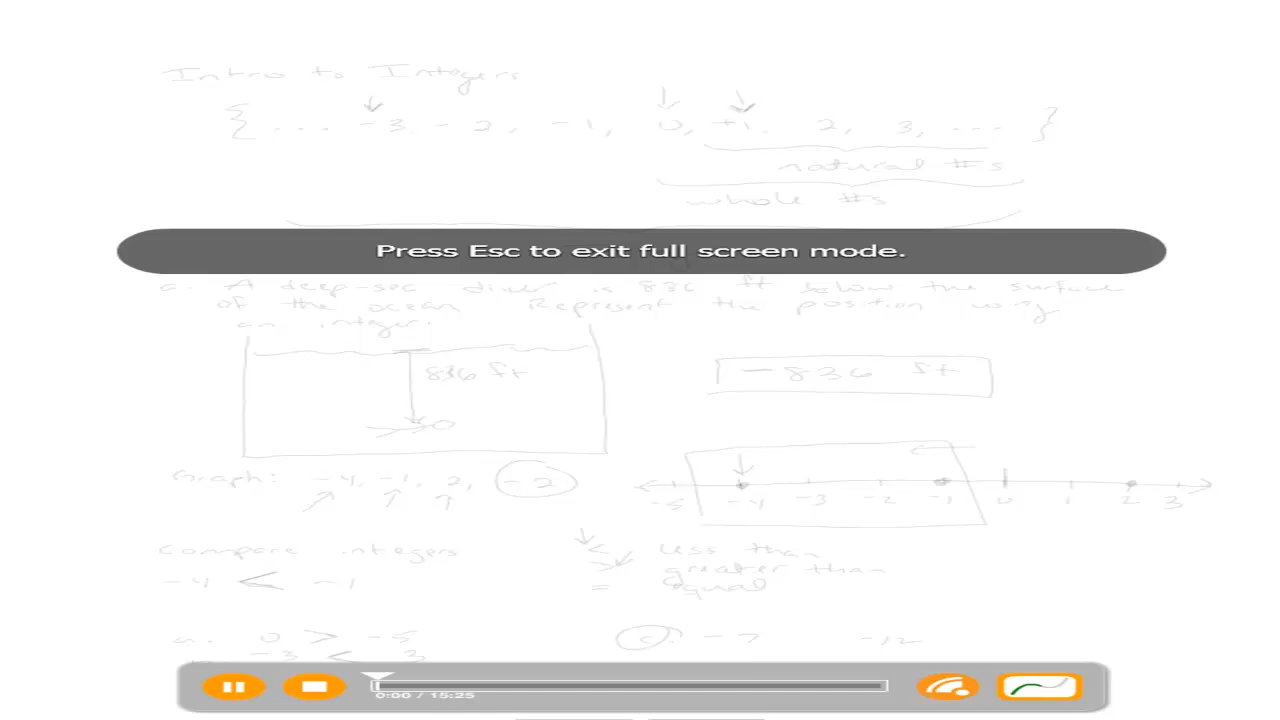 Intro to Integers
{ ... -3, -2, -1, 0, +1, 2, 3, ... }
natural #s
whole #s
Press Esc to exit full screen mode.
a. A deep-sea diver is 836 ft below the surface
of the ocean Represent the position using
an integer.
836 ft
-836 ft
Graph: -4, -1, 2, -2
-5 -4 -3 -2 -1 0 1 2 3
Compare integers
< less than
> greater than
= equal
-4 < -1
a. 0 > -5
c. -7 -12
-3 < 3
0:00 / 15:25